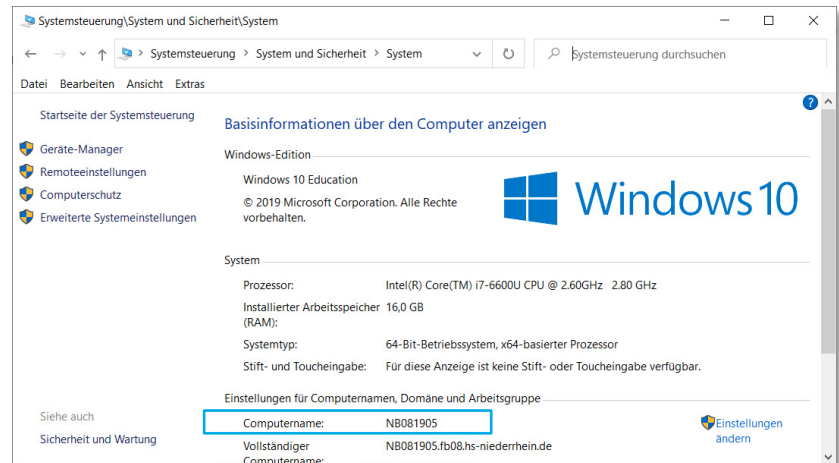 Systemsteuerung\System und Sicherheit\System
Systemsteuerung > System und Sicherheit > System
Systemsteuerung durchsuchen
Datei Bearbeiten Ansicht Extras
Startseite der Systemsteuerung
Geräte-Manager
Remoteeinstellungen
Computerschutz
Erweiterte Systemeinstellungen
Siehe auch
Sicherheit und Wartung
?
Basisinformationen über den Computer anzeigen
Windows-Edition
Windows 10 Education
© 2019 Microsoft Corporation. Alle Rechte
vorbehalten.
Windows 10
System
Prozessor: Intel(R) Core(TM) i7-6600U CPU @ 2.60GHz 2.80 GHz
Installierter Arbeitsspeicher 16,0 GB
(RAM):
Systemtyp: 64-Bit-Betriebssystem, x64-basierter Prozessor
Stift- und Toucheingabe: Für diese Anzeige ist keine Stift- oder Toucheingabe verfügbar.
Einstellungen für Computernamen, Domäne und Arbeitsgruppe
Computername: NB081905
Einstellungen
ändern
Vollständiger NB081905.fb08.hs-niederrhein.de
Computername: